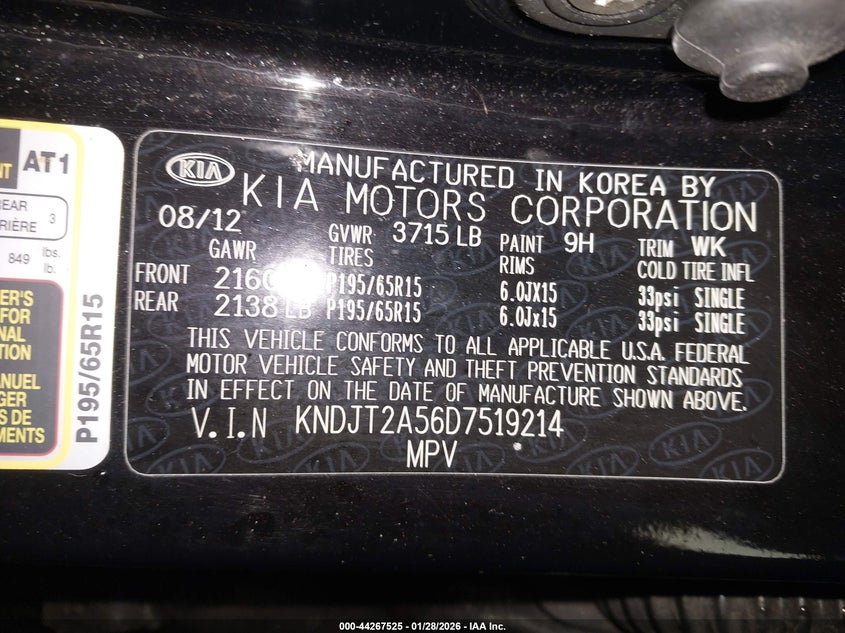 AT1
REAR
RIÈRE 3
849 lbs.
lb.
ER'S
FOR
NAL
TION
ANUEL
GER
S DE
MENTS
P195/65R15
KIA
MANUFACTURED IN KOREA BY
KIA MOTORS CORPORATION
08/12 GVWR 3715 LB PAINT 9H TRIM WK
GAWR TIRES RIMS COLD TIRE INFL
FRONT P195/65R15 6.0JX15 33psi SINGLE
REAR 2138 LB P195/65R15 6.0Jx15 33psi SINGLE
THIS VEHICLE CONFORMS TO ALL APPLICABLE U.S.A. FEDERAL
MOTOR VEHICLE SAFETY AND THEFT PREVENTION STANDARDS
IN EFFECT ON THE DATE OF MANUFACTURE SHOWN ABOVE.
V.I.N KNDJT2A56D7519214
MPV
000-44267525 | 01/28/2026 - IAA Inc.